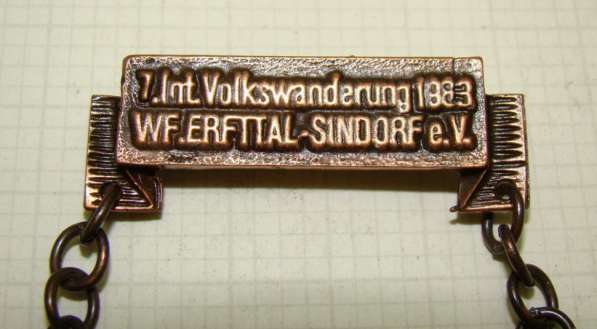 7.Int.Volkswanderung 1983
WF.ERFTTAL-SINDORF e.V.